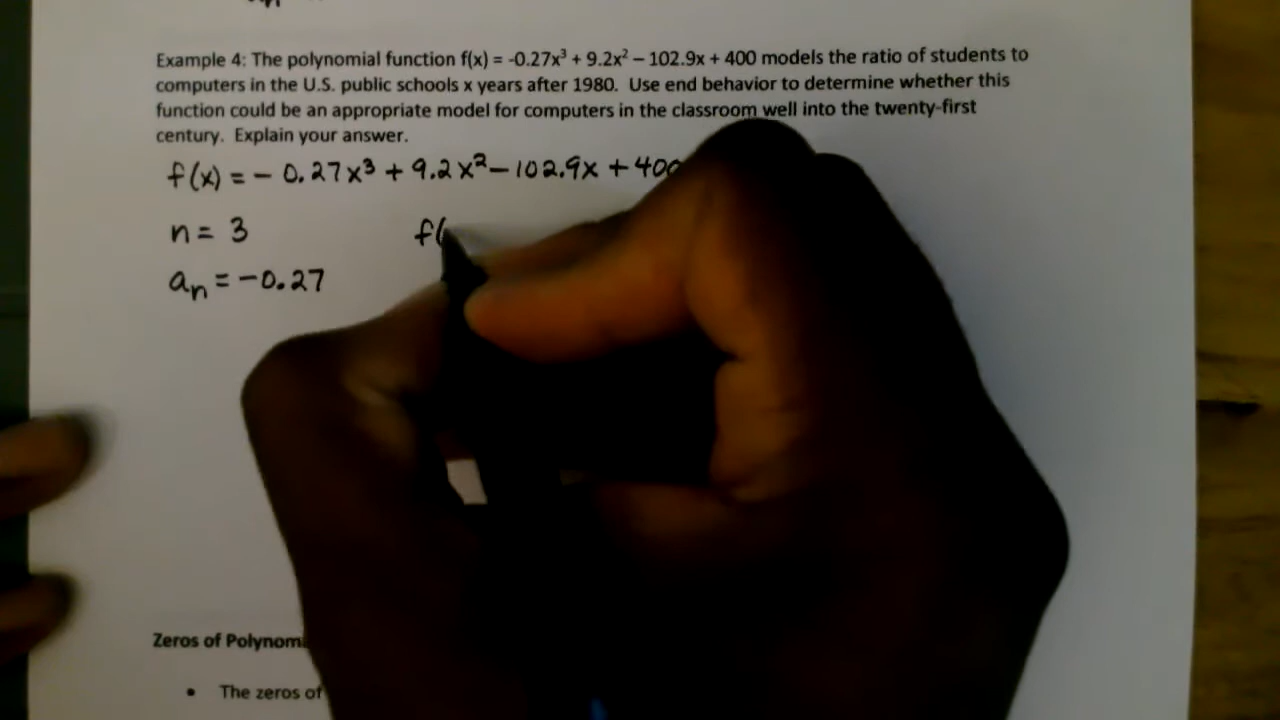 Example 4: The polynomial function f(x) = -0.27x³ + 9.2x² – 102.9x + 400 models the ratio of students to
computers in the U.S. public schools x years after 1980. Use end behavior to determine whether this
function could be an appropriate model for computers in the classroom well into the twenty-first
century. Explain your answer.
f(x) = - 0.27x³ + 9.2x² - 102.9x + 400
n = 3 f(
aₙ = -0.27
Zeros of
The zeros of